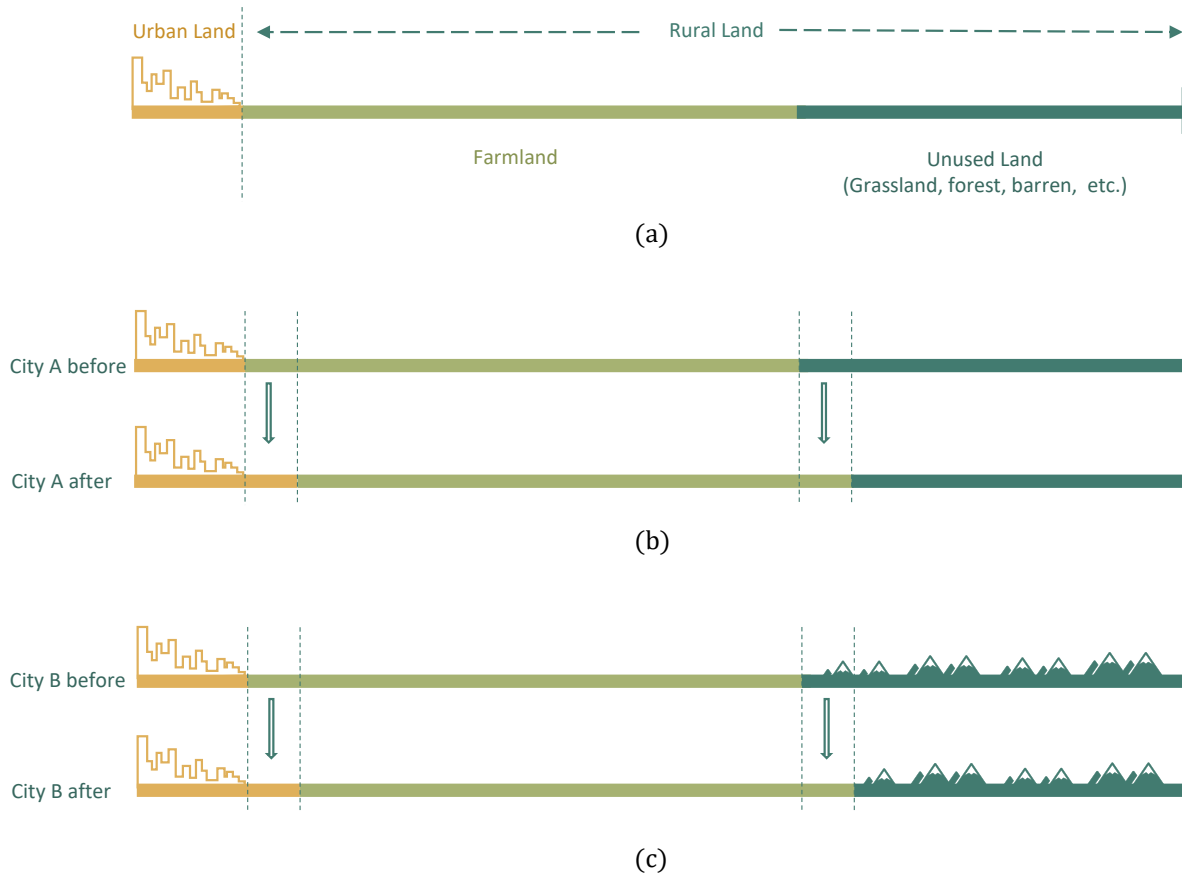 Urban Land
Rural Land
Farmland
Unused Land
(Grassland, forest, barren, etc.)
(a)
City A before
City A after
(b)
City B before
City B after
(c)